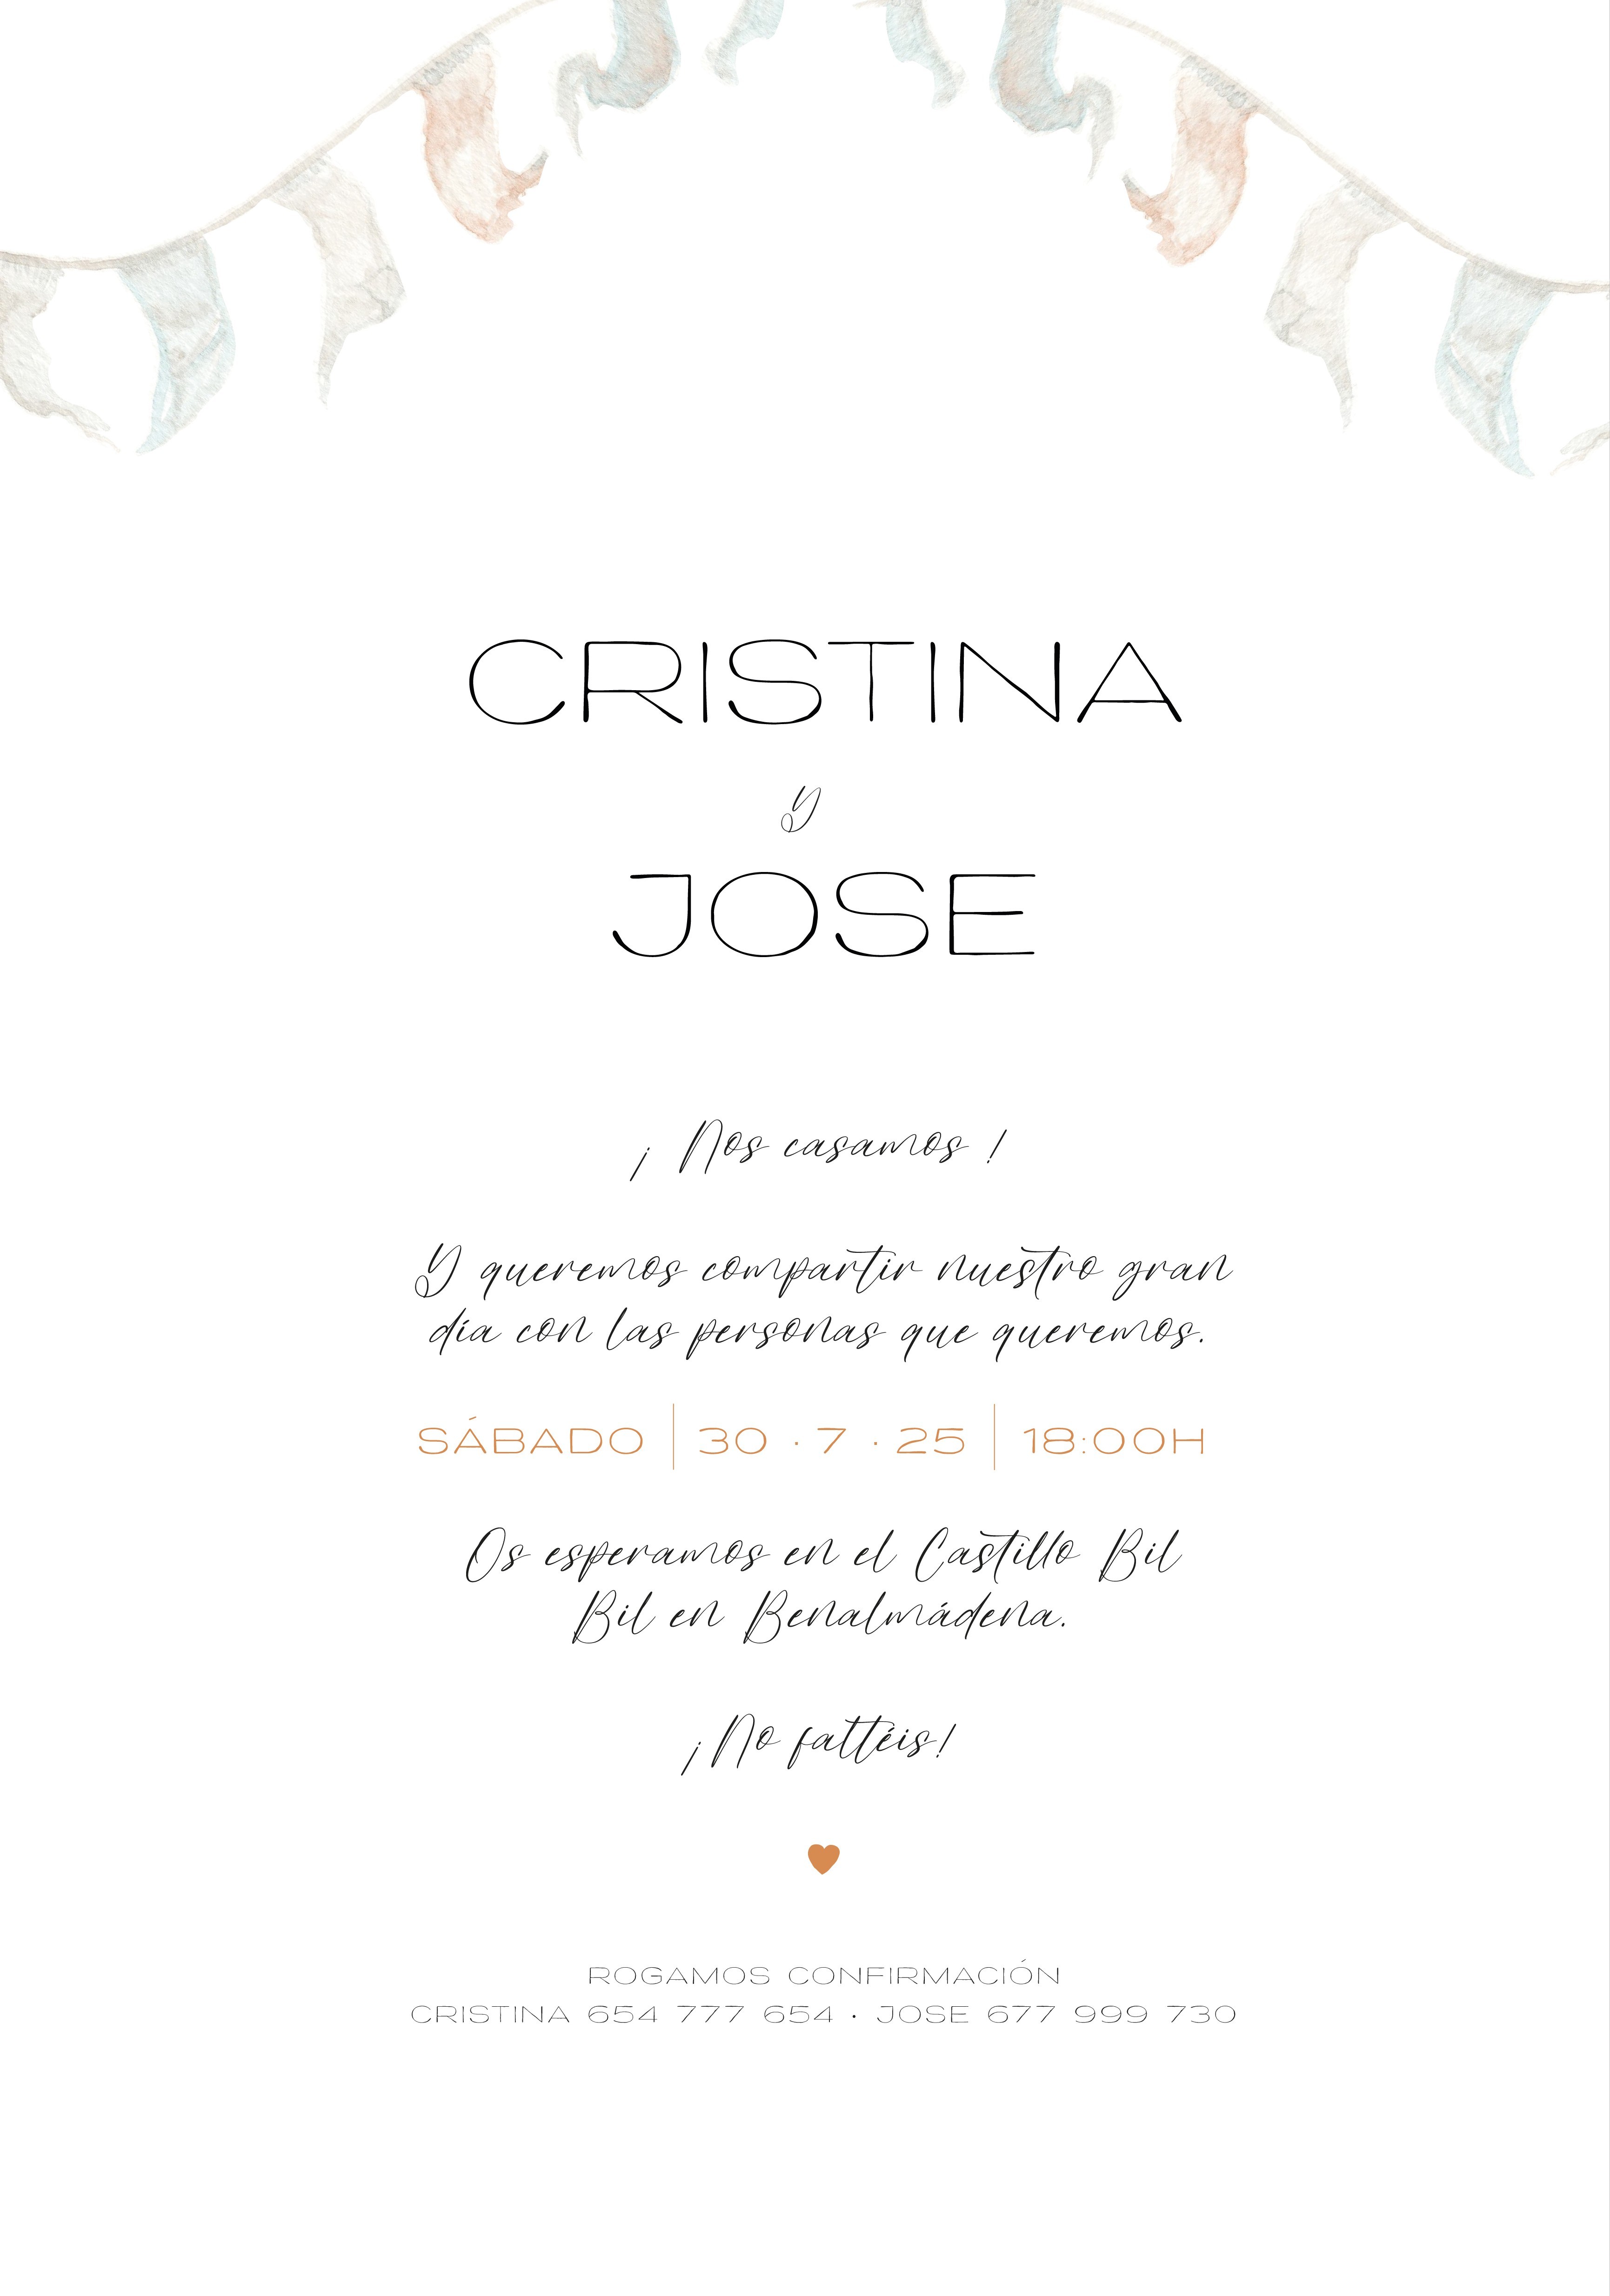 CRISTINA
y
JOSE
¡ Nos casamos !
Y queremos compartir nuestro gran
día con las personas que queremos.
SÁBADO | 30 · 7 · 25 | 18:00H
Os esperamos en el Castillo Bil
Bil en Benalmádena.
¡No faltéis!
ROGAMOS CONFIRMACIÓN
CRISTINA 654 777 654 · JOSE 677 999 730